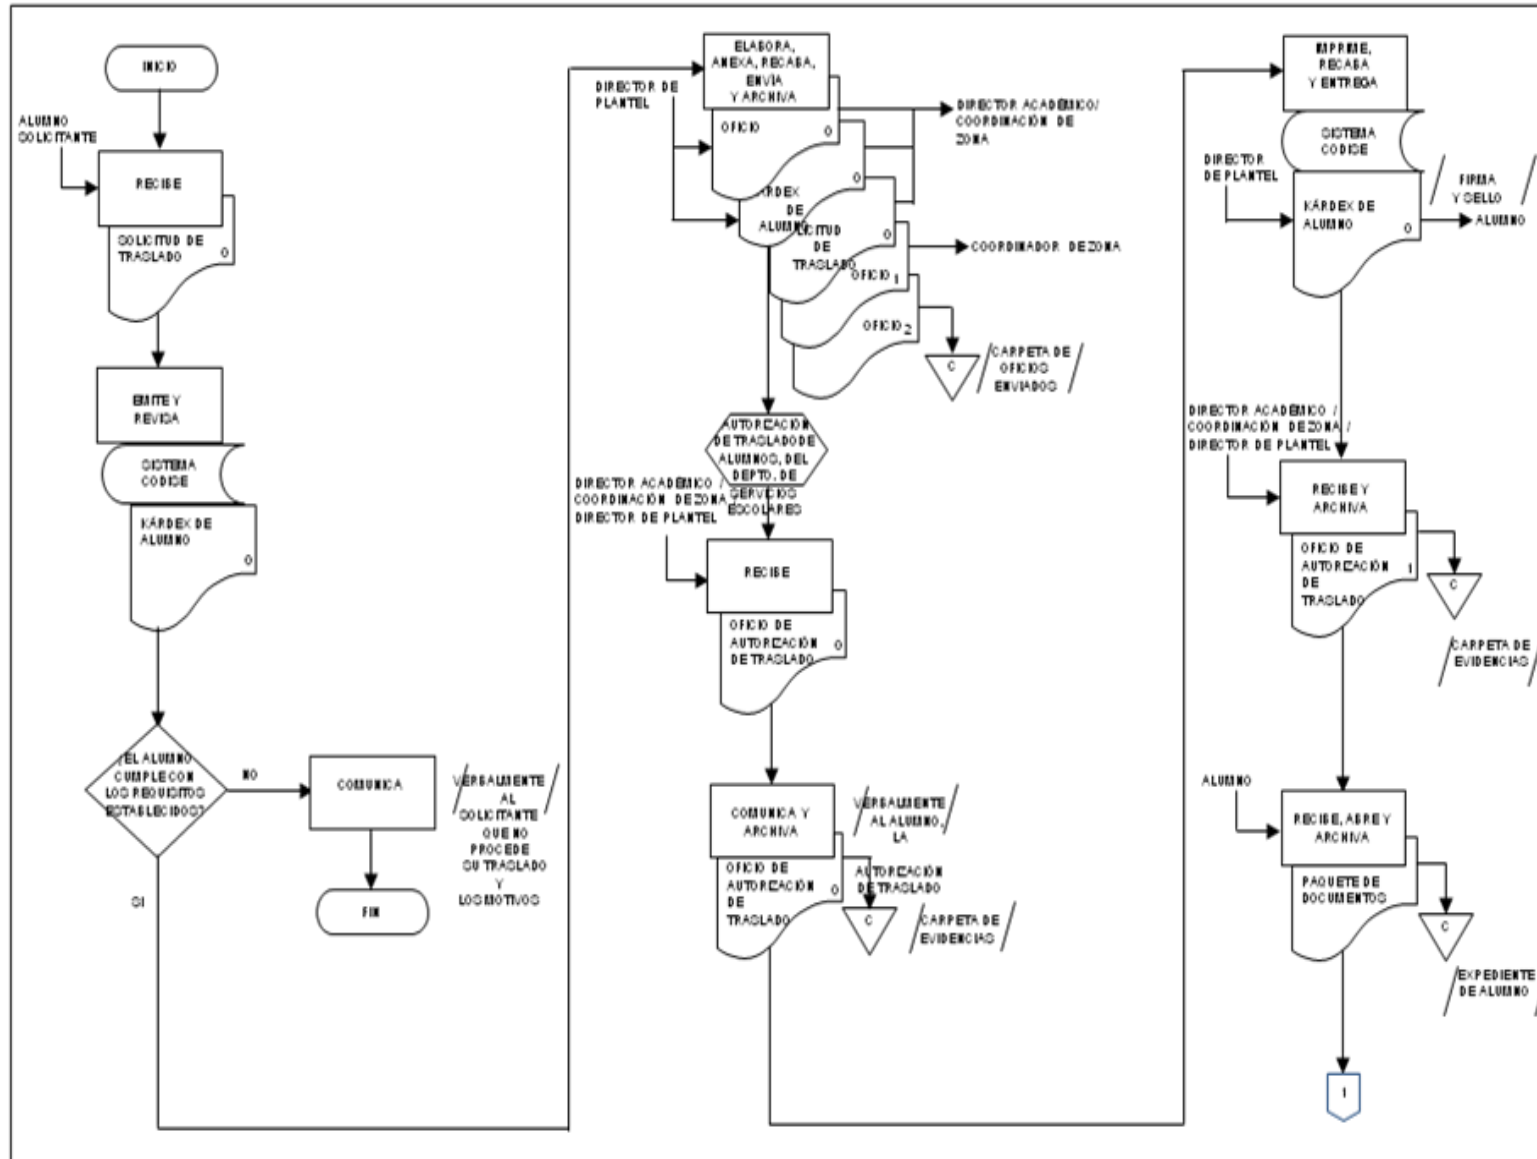 INICIO
ALUMNO
SOLICITANTE
RECIBE
SOLICITUD DE
TRASLADO
0
EMITE Y
REVISA
SISTEMA
CODISE
KÁRDEX DE
ALUMNO
0
¿EL ALUMNO
CUMPLE CON
LOS REQUISITOS
ESTABLECIDOS?
NO
SI
COMUNICA
VERBALMENTE
AL
SOLICITANTE
QUE NO
PROCEDE
SU TRASLADO
Y
LOS MOTIVOS
FIN
ELABORA,
ANEXA, RECABA,
ENVÍA
Y ARCHIVA
DIRECTOR DE
PLANTEL
OFICIO
0
DIRECTOR ACADÉMICO/
COORDINACIÓN DE
ZONA
ÁRDEX
DE
ALUMNO
0
LICITUD
DE
TRASLADO
0
COORDINADOR DE ZONA
OFICIO 1
OFICIO 2
C
/CARPETA DE
OFICIOS
ENVIADOS /
AUTORIZACIÓN
DE TRASLADO DE
ALUMNOS, DEL
DEPTO. DE
SERVICIOS
ESCOLARES
DIRECTOR ACADÉMICO /
COORDINACIÓN DE ZONA /
DIRECTOR DE PLANTEL
RECIBE
OFICIO DE
AUTORIZACIÓN
DE TRASLADO
0
COMUNICA Y
ARCHIVA
VERBALMENTE
AL ALUMNO,
LA
AUTORIZACIÓN
DE TRASLADO
OFICIO DE
AUTORIZACIÓN
DE
TRASLADO
0
C
/CARPETA DE
EVIDENCIAS/
IMPRIME,
RECABA
Y ENTREGA
SISTEMA
CODISE
DIRECTOR
DE PLANTEL
KÁRDEX DE
ALUMNO
0
/ FIRMA
Y SELLO /
ALUMNO
DIRECTOR ACADÉMICO /
COORDINACIÓN DE ZONA /
DIRECTOR DE PLANTEL
RECIBE Y
ARCHIVA
OFICIO DE
AUTORIZACIÓN
DE
TRASLADO
1
C
/CARPETA DE
EVIDENCIAS/
ALUMNO
RECIBE, ABRE Y
ARCHIVA
PAQUETE DE
DOCUMENTOS
C
/EXPEDIENTE
DE ALUMNO /
1